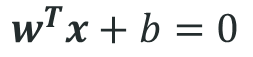 𝒘ᵀ𝒙 + 𝑏 = 0